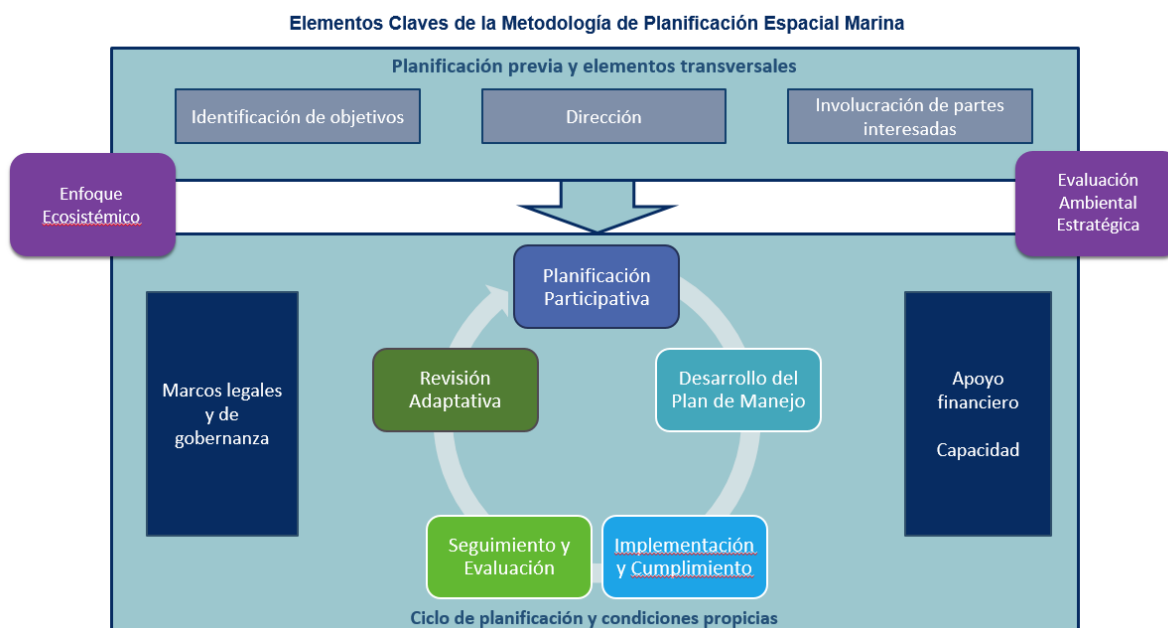 Elementos Claves de la Metodología de Planificación Espacial Marina
Planificación previa y elementos transversales
Identificación de objetivos
Dirección
Involucración de partes
interesadas
Enfoque
Ecosistémico
Evaluación
Ambiental
Estratégica
Planificación
Participativa
Marcos legales
y de
gobernanza
Revisión
Adaptativa
Desarrollo del
Plan de Manejo
Apoyo
financiero
Capacidad
Seguimiento y
Evaluación
Implementación
y Cumplimiento
Ciclo de planificación y condiciones propicias